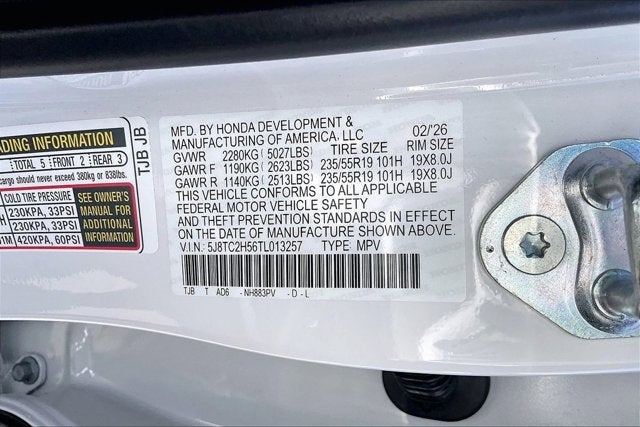 ADING INFORMATION
TOTAL 5 FRONT 2 REAR 3
cargo should never exceed 380kg or 838lbs.
COLD TIRE PRESSURE
230KPA, 33PSI
230KPA, 33PSI
420KPA, 60PSI
SEE OWNER'S
MANUAL FOR
ADDITIONAL
INFORMATION
TJB JB
MFD. BY HONDA DEVELOPMENT &
MANUFACTURING OF AMERICA, LLC 02/'26
GVWR 2280KG(5027LBS) TIRE SIZE RIM SIZE
GAWR F 1190KG(2623LBS) 235/55R19 101H 19X8.0J
GAWR R 1140KG(2513LBS) 235/55R19 101H 19X8.0J
THIS VEHICLE CONFORMS TO ALL APPLICABLE
FEDERAL MOTOR VEHICLE SAFETY
AND THEFT PREVENTION STANDARDS IN EFFECT
ON THE DATE OF MANUFACTURE SHOWN ABOVE.
V.I.N.: 5J8TC2H56TL013257 TYPE: MPV
TJB T AD6 - NH883PV - D - L